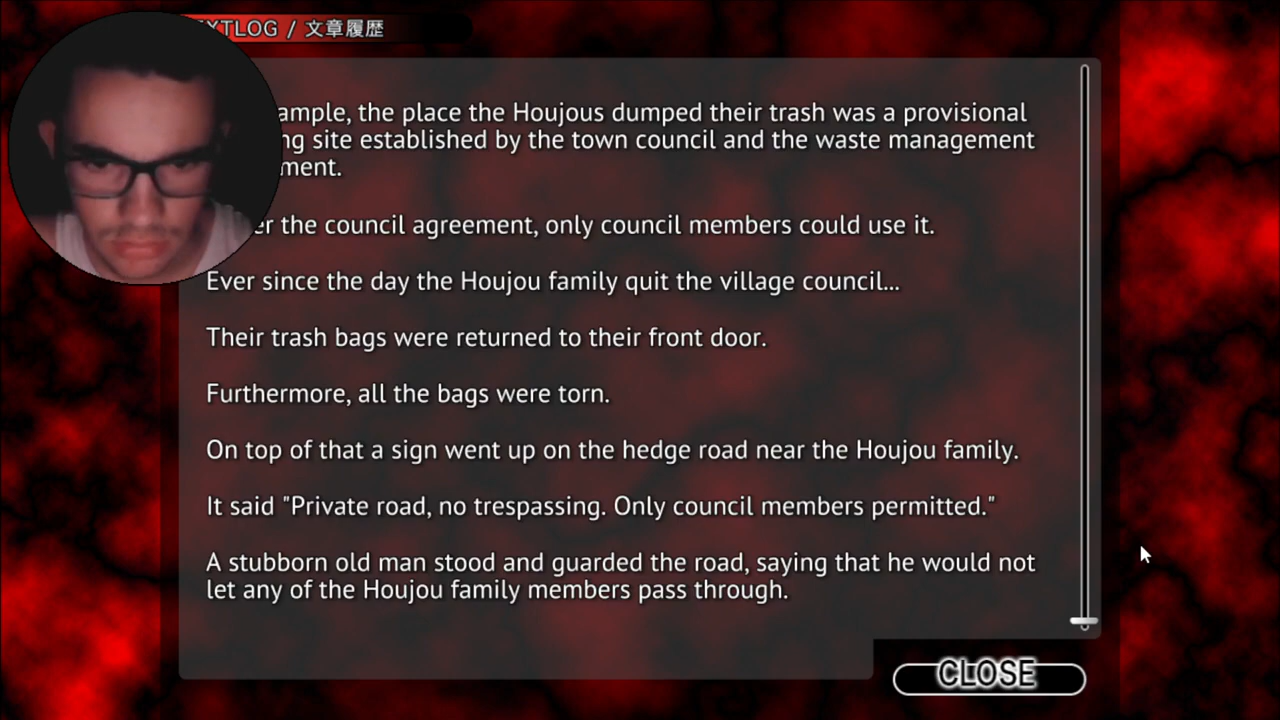 TLOG / 文章履歴
the place the Houjous dumped their trash was a provisional
site established by the town council and the waste management
the council agreement, only council members could use it.
Ever since the day the Houjou family quit the village council...
Their trash bags were returned to their front door.
Furthermore, all the bags were torn.
On top of that a sign went up on the hedge road near the Houjou family.
It said "Private road, no trespassing. Only council members permitted."
A stubborn old man stood and guarded the road, saying that he would not
let any of the Houjou family members pass through.
CLOSE